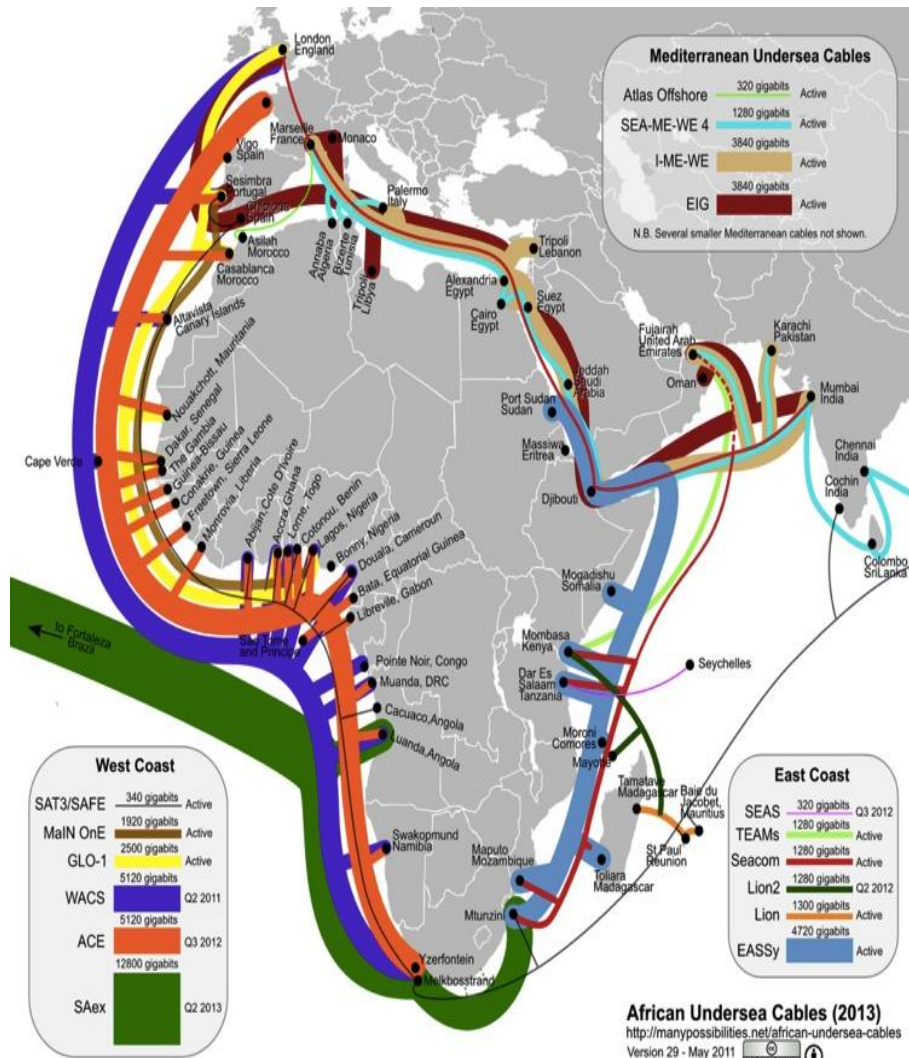 London
England
Mediterranean Undersea Cables
Atlas Offshore
320 gigabits
Active
SEA-ME-WE 4
1280 gigabits
Active
I-ME-WE
3840 gigabits
Active
EIG
3840 gigabits
Active
N.B. Several smaller Mediterranean cables not shown.
Marseille
France
Monaco
Vigo
Spain
Sesimbra
Portugal
Spain
Palermo
Italy
Asilah
Morocco
Casablanca
Morocco
Annaba
Algeria
Bizerte
Tunisia
Tripoli
Libya
Tripoli
Lebanon
Alexandria
Egypt
Cairo
Egypt
Suez
Egypt
Altavista
Canary Islands
Fujairah
United Arab
Emirates
Karachi
Pakistan
Oman
Mumbai
India
Jeddah
Saudi
Arabia
Port Sudan
Sudan
Massiwa
Eritrea
Djibouti
Chennai
India
Cochin
India
Colombo,
SriLanka
Nouakchott, Mauritania
Dakar, Senegal
The Gambia
Guinea-Bissau
Conakrie, Guinea
Freetown, Sierra Leone
Monrovia, Liberia
Cape Verde
Abijan, Cote D'Ivoire
Accra, Ghana
Lome, Togo
Cotonou, Benin
Lagos, Nigeria
Bonny, Nigeria
Douala, Cameroun
Bata, Equatorial Guinea
Libreville, Gabon
Sao Tome
and Principe
Mogadishu
Somalia
Mombasa
Kenya
Dar Es
Salaam
Tanzania
Seychelles
to Fortaleza
Brazil
Pointe Noir, Congo
Muanda, DRC
Cacuaco,Angola
Luanda,Angola
Moroni
Comores
Mayotte
Tamatave
Madagascar
Baie du
Jacobet,
Mauritius
St Paul
Reunion
Swakopmund
Namibia
Maputo
Mozambique
Toliara
Madagascar
Mtunzini
Yzerfontein
Melkbosstrand
West Coast
SAT3/SAFE
340 gigabits
Active
MaIN OnE
1920 gigabits
Active
GLO-1
2500 gigabits
Active
WACS
5120 gigabits
Q2 2011
ACE
5120 gigabits
Q3 2012
SAex
12800 gigabits
Q2 2013
East Coast
SEAS
320 gigabits
Q3 2012
TEAMs
1280 gigabits
Active
Seacom
1280 gigabits
Active
Lion2
1280 gigabits
Q2 2012
Lion
1300 gigabits
Active
EASSy
4720 gigabits
Active
African Undersea Cables (2013)
http://manypossibilities.net/african-undersea-cables
Version 29 - May 2011
cc